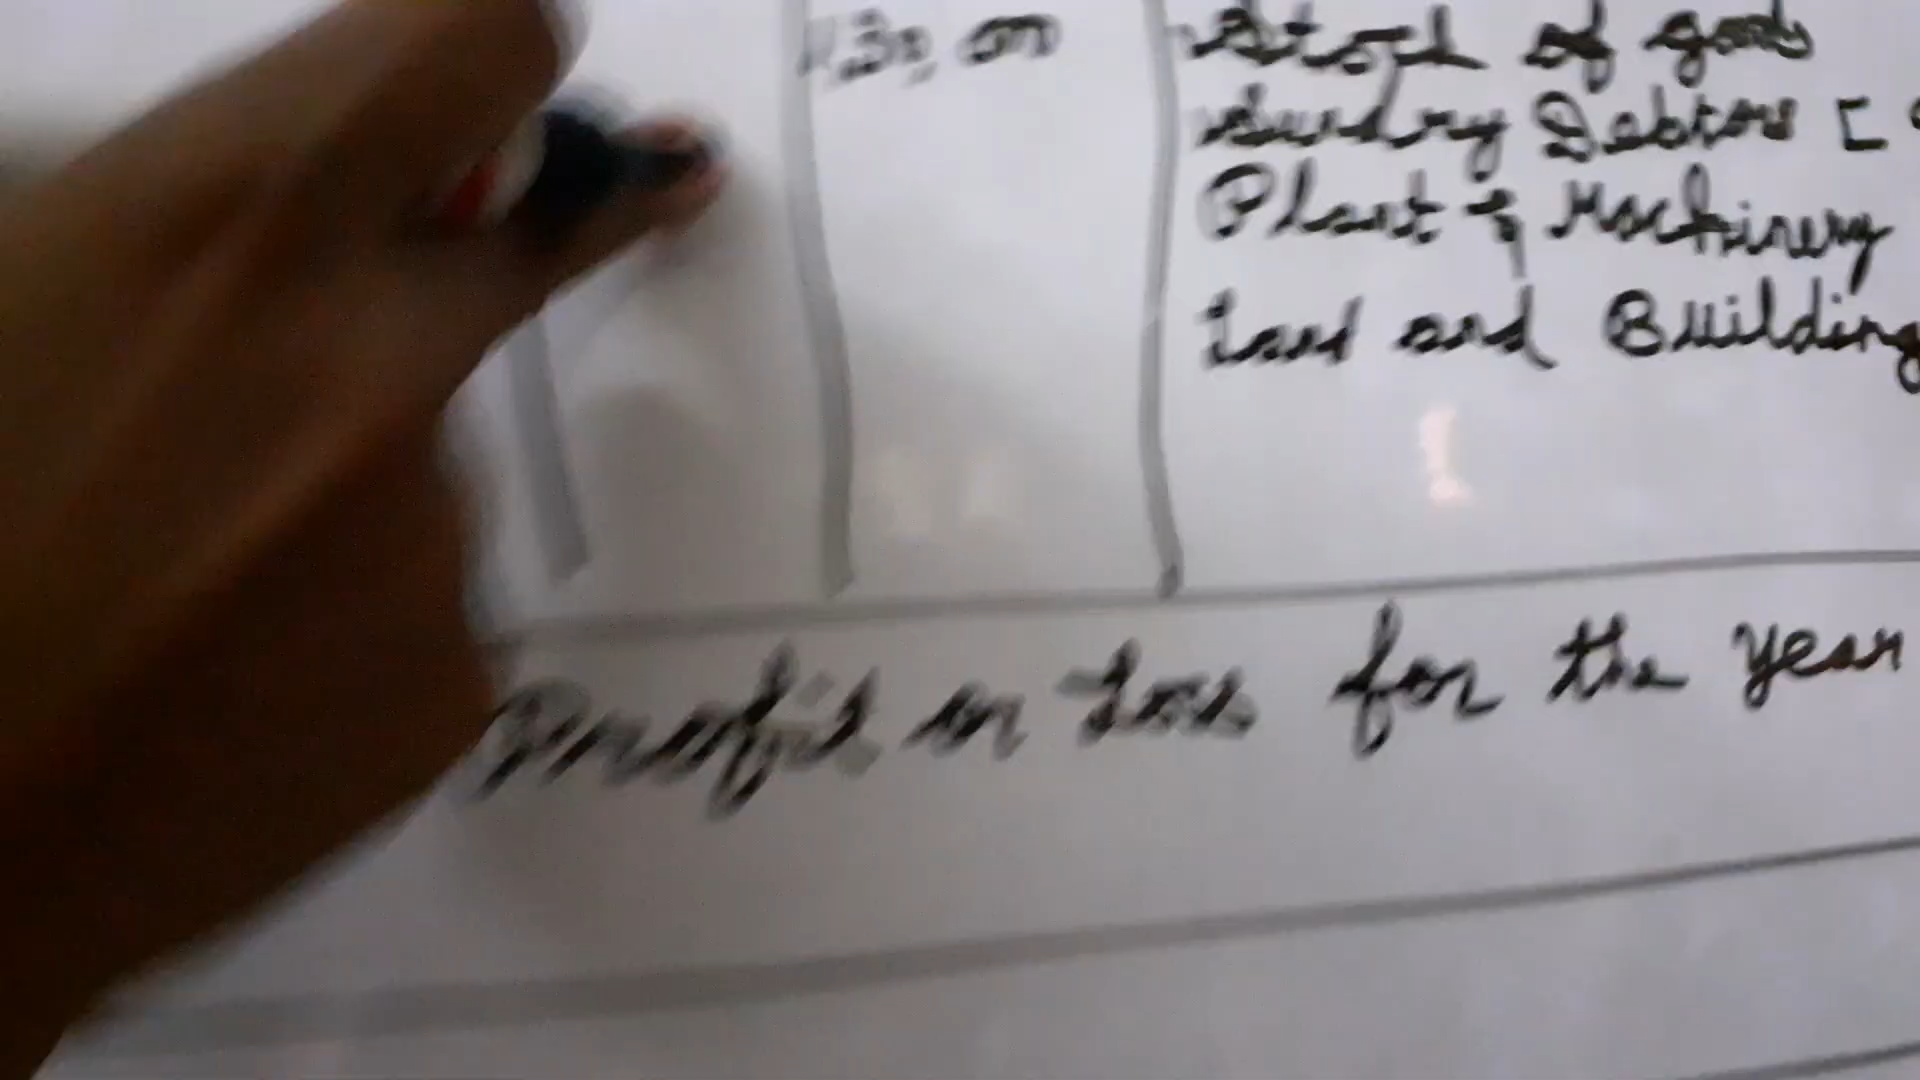 Stock of goods
Sundry Debtors [
Plant & Machinery
Land and Building
Profit or Loss for the year